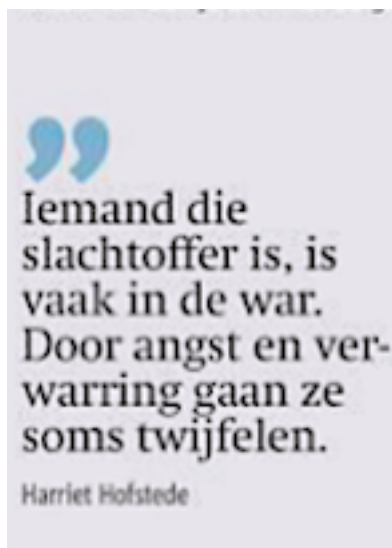 ”
Iemand die
slachtoffer is, is
vaak in de war.
Door angst en ver-
warring gaan ze
soms twijfelen.
Harriet Hofstede